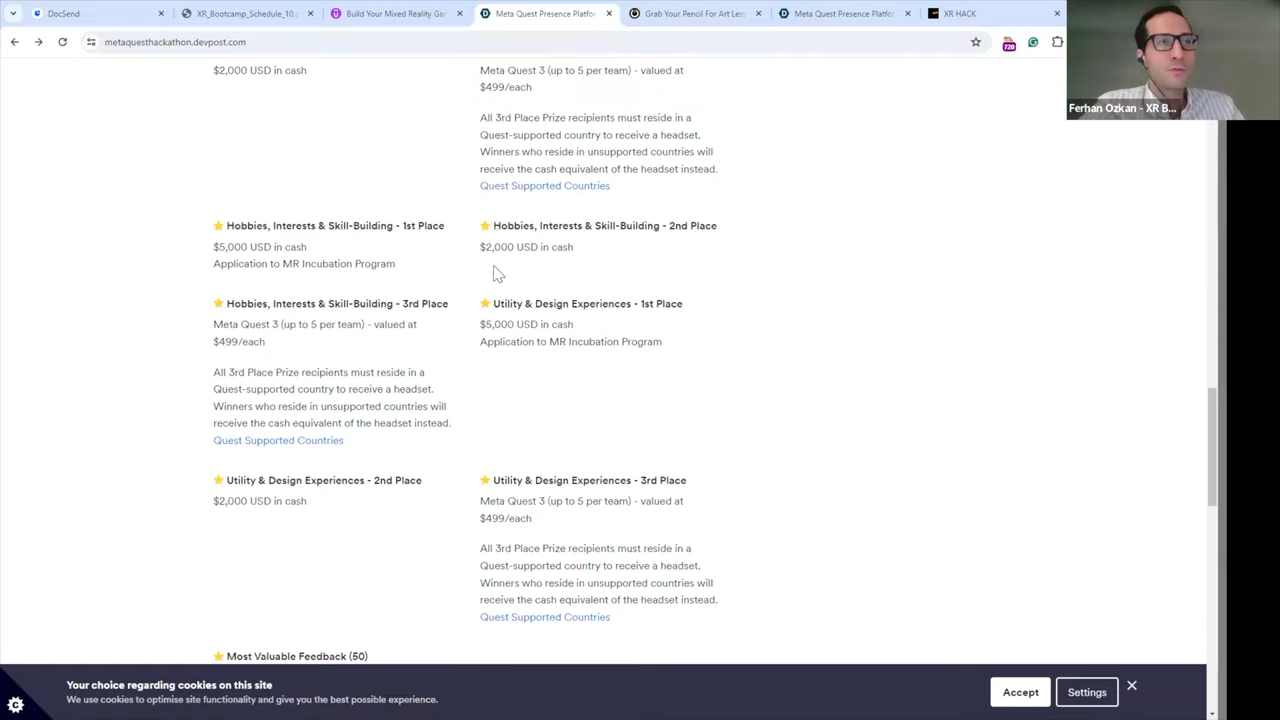 DocSend
XR_Bootcamp_Schedule_10.p
Build Your Mixed Reality Gar
Meta Quest Presence Platfor
Grab Your Pencil For Art Less
Meta Quest Presence Platfor
XR HACK
metaquesthackathon.devpost.com
720
Ferhan Ozkan - XR B...
$2,000 USD in cash
Meta Quest 3 (up to 5 per team) - valued at
$499/each
All 3rd Place Prize recipients must reside in a
Quest-supported country to receive a headset.
Winners who reside in unsupported countries will
receive the cash equivalent of the headset instead.
Quest Supported Countries
Hobbies, Interests & Skill-Building - 1st Place
$5,000 USD in cash
Application to MR Incubation Program
Hobbies, Interests & Skill-Building - 2nd Place
$2,000 USD in cash
Hobbies, Interests & Skill-Building - 3rd Place
Meta Quest 3 (up to 5 per team) - valued at
$499/each
All 3rd Place Prize recipients must reside in a
Quest-supported country to receive a headset.
Winners who reside in unsupported countries will
receive the cash equivalent of the headset instead.
Quest Supported Countries
Utility & Design Experiences - 1st Place
$5,000 USD in cash
Application to MR Incubation Program
Utility & Design Experiences - 2nd Place
$2,000 USD in cash
Utility & Design Experiences - 3rd Place
Meta Quest 3 (up to 5 per team) - valued at
$499/each
All 3rd Place Prize recipients must reside in a
Quest-supported country to receive a headset.
Winners who reside in unsupported countries will
receive the cash equivalent of the headset instead.
Quest Supported Countries
Most Valuable Feedback (50)
Your choice regarding cookies on this site
We use cookies to optimise site functionality and give you the best possible experience.
Accept
Settings